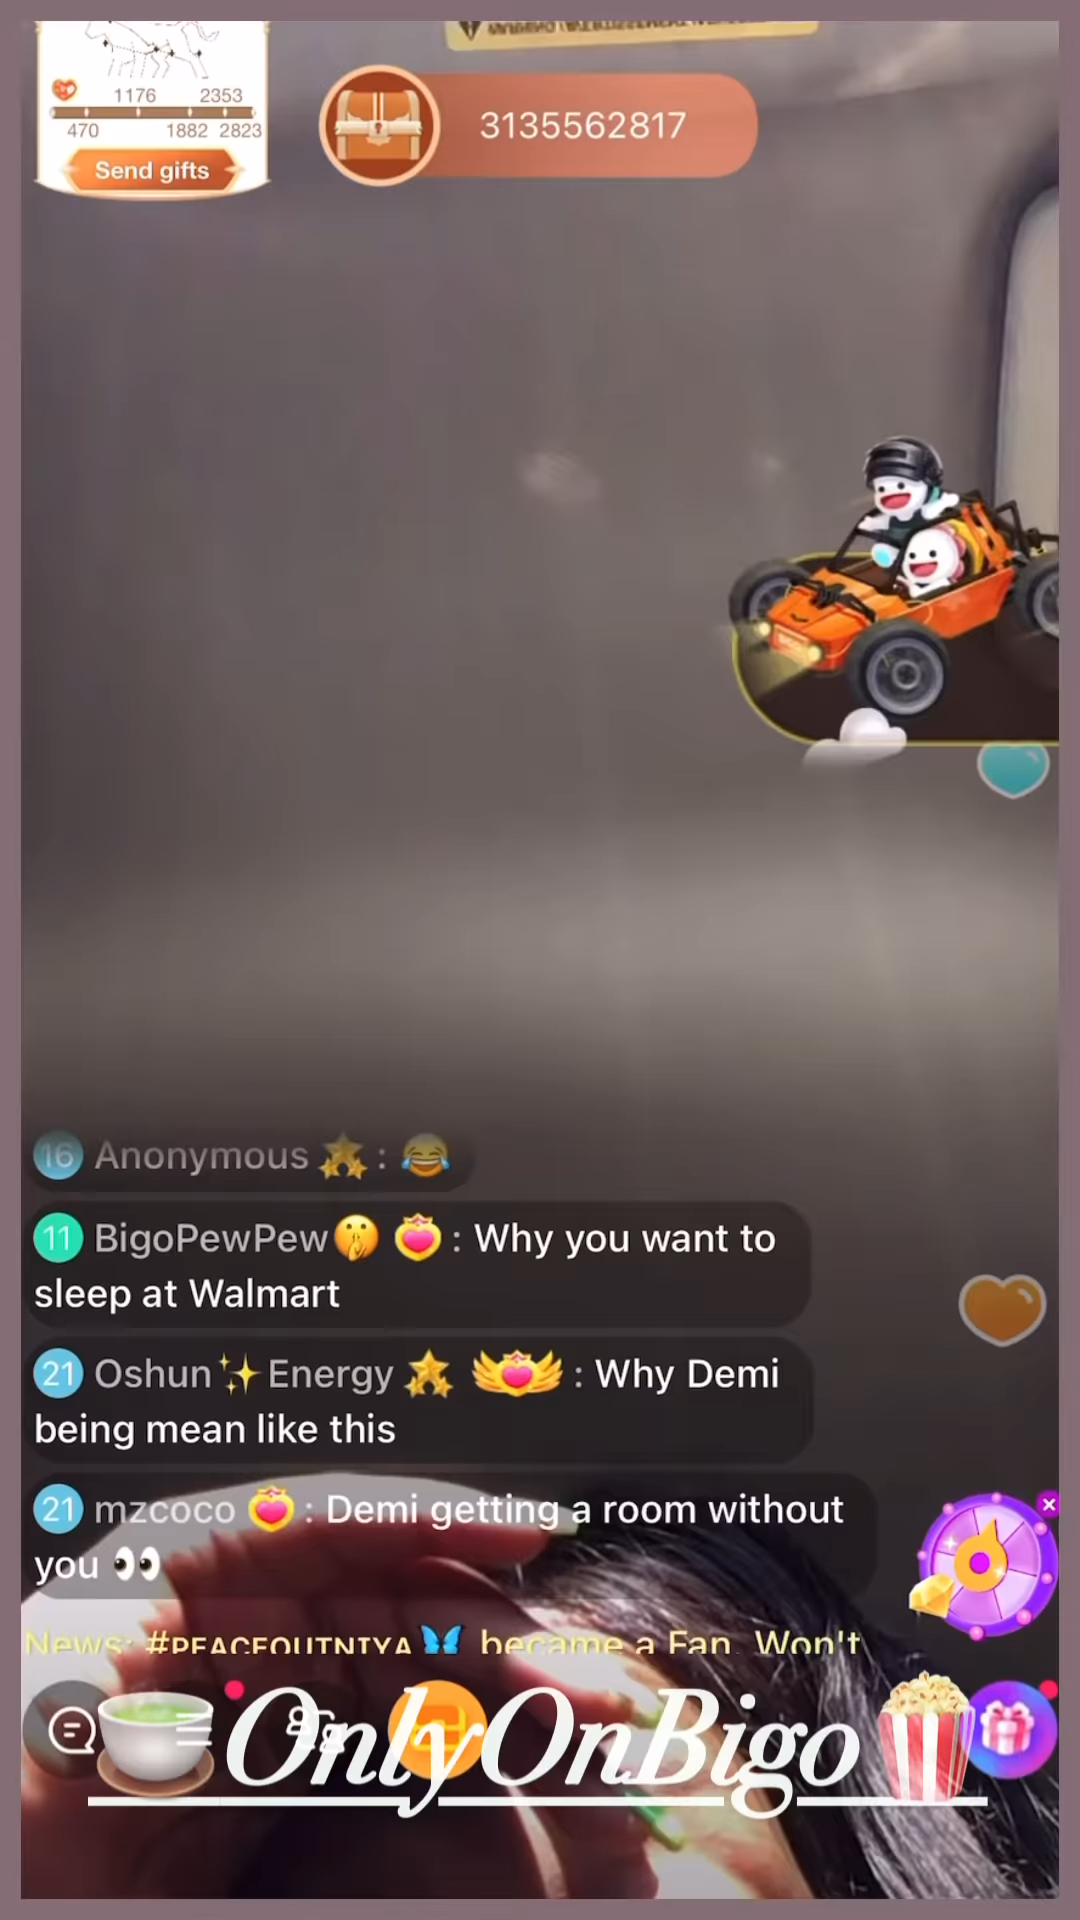 1176 2353
470 1882 2823
Send gifts
3135562817
16 Anonymous : 😂
11 BigoPewPew🤫 : Why you want to
sleep at Walmart
21 Oshun✨Energy : Why Demi
being mean like this
21 mzcoco : Demi getting a room without
you 👀
News: #ᴘᴇᴀᴄᴇᴏᴜᴛɴɪʏᴀ🦋 became a Fan. Won't
🍵OnlyOnBigo🍿